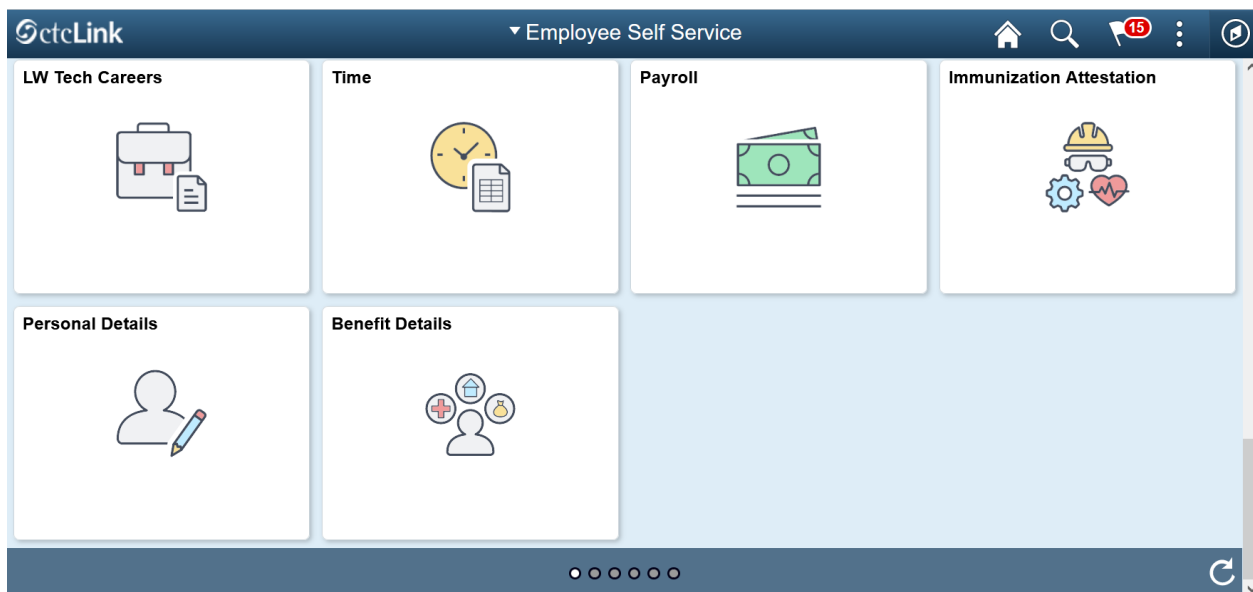 ctcLink
Employee Self Service
15
LW Tech Careers
Time
Payroll
Immunization Attestation
Personal Details
Benefit Details